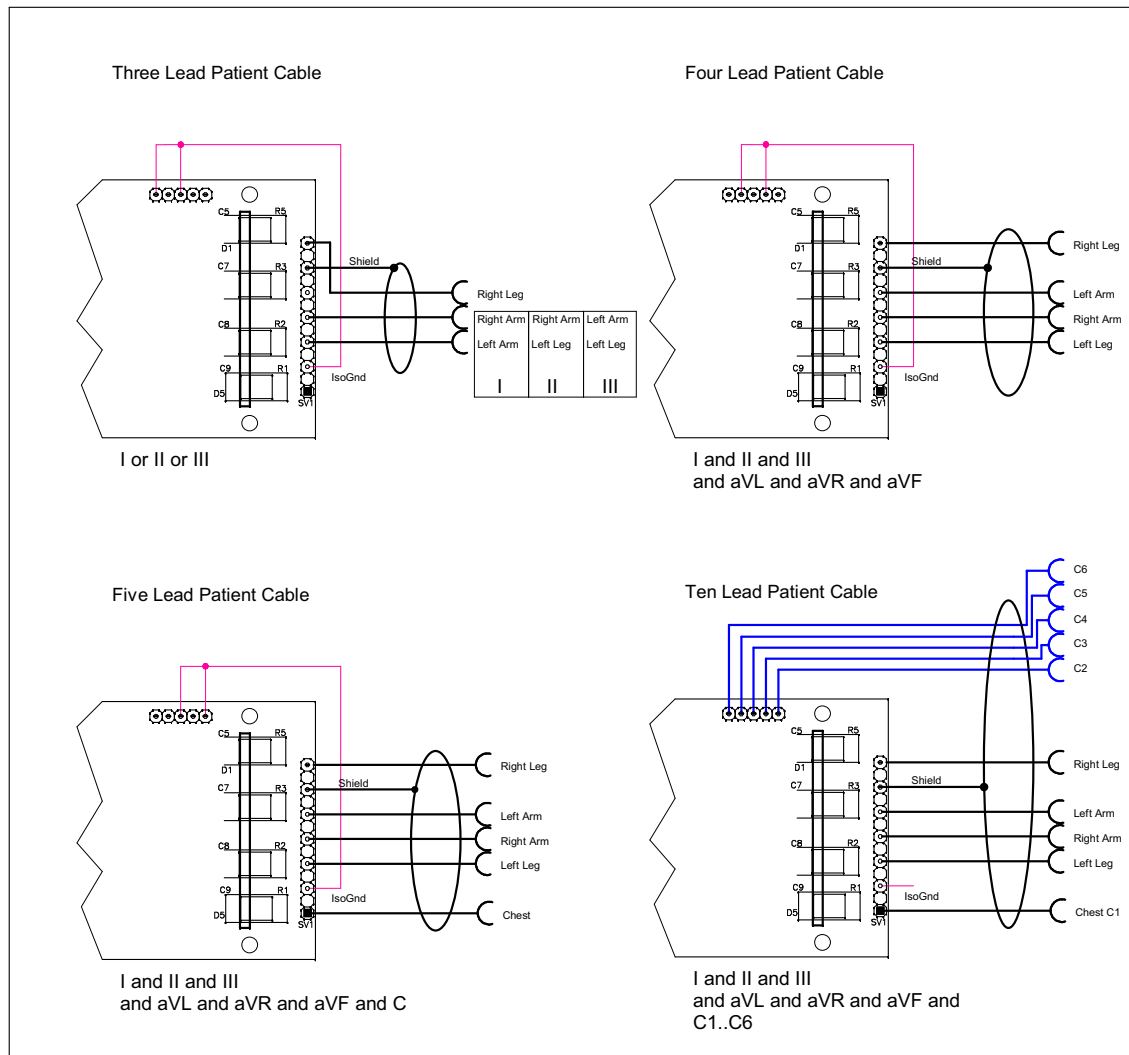 Three Lead Patient Cable
C5 R5
D1
C7 R3
Shield
C8 R2
C9 R1
IsoGnd
D5
SV1
Right Leg
Right Arm Right Arm Left Arm
Left Arm Left Leg Left Leg
I II III
I or II or III
Four Lead Patient Cable
C5 R5
D1
C7 R3
Shield
C8 R2
C9 R1
IsoGnd
D5
SV1
Right Leg
Left Arm
Right Arm
Left Leg
I and II and III
and aVL and aVR and aVF
Five Lead Patient Cable
C5 R5
D1
C7 R3
Shield
C8 R2
C9 R1
IsoGnd
D5
SV1
Right Leg
Left Arm
Right Arm
Left Leg
Chest
I and II and III
and aVL and aVR and aVF and C
Ten Lead Patient Cable
C6
C5
C4
C3
C2
C5 R5
D1
C7 R3
Shield
C8 R2
C9 R1
IsoGnd
D5
SV1
Right Leg
Left Arm
Right Arm
Left Leg
Chest C1
I and II and III
and aVL and aVR and aVF and
C1..C6